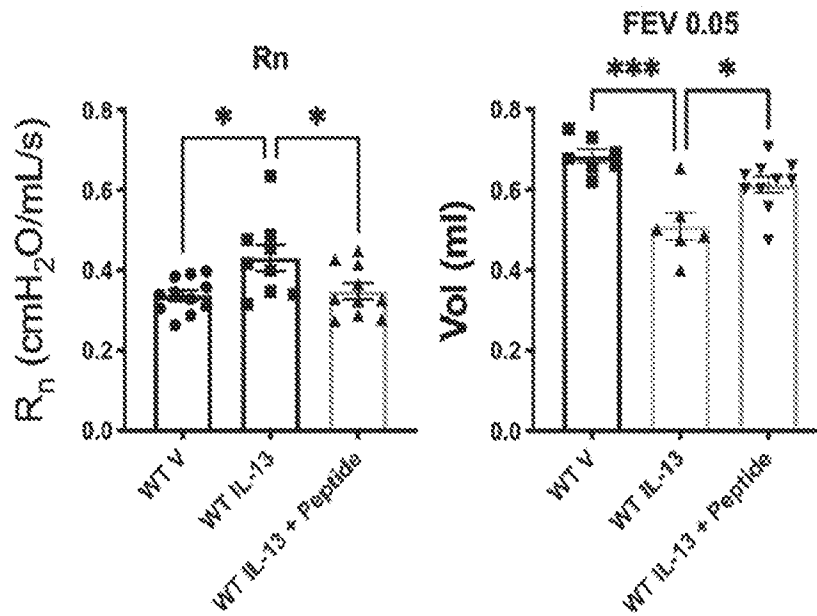 Rn
* *
R_n (cmH₂O/mL/s)
0.8
0.6
0.4
0.2
0.0
WT V
WT IL-13
WT IL-13 + Peptide
FEV 0.05
*** *
Vol (ml)
0.8
0.6
0.4
0.2
0.0
WT V
WT IL-13
WT IL-13 + Peptide